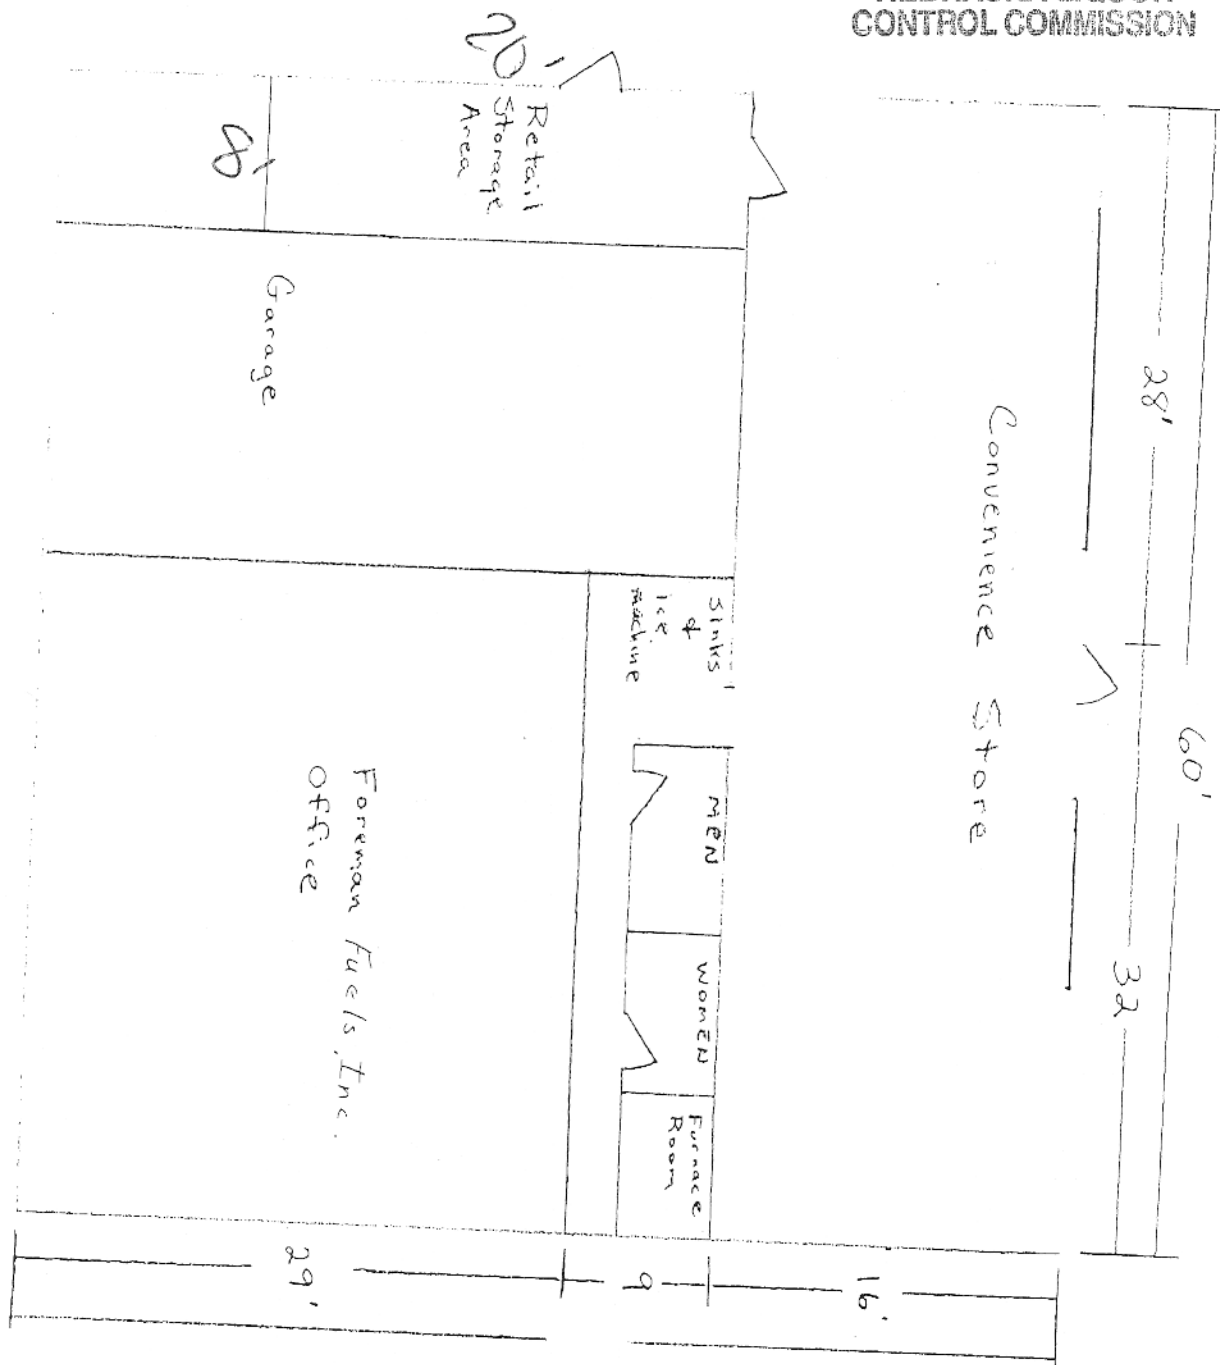 CONTROL COMMISSION
20'
Retail
Storage
Area
8'
Garage
Convenience Store
28'
60'
32
Sinks
&
Ice
machine
MEN
WOMEN
Furnace
Room
Foreman Fuels, Inc.
Office
29'
9
16'